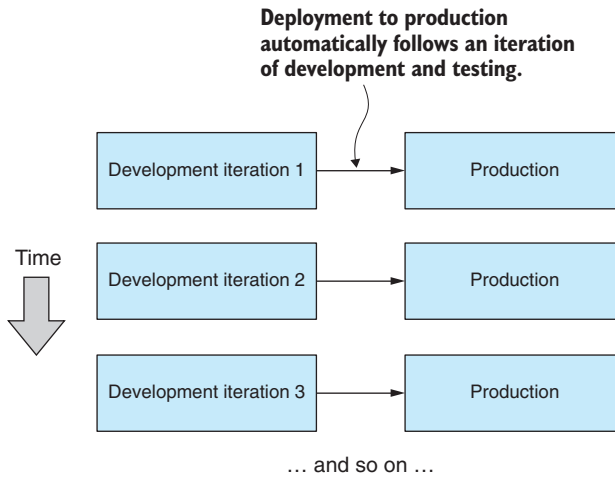 Deployment to production
automatically follows an iteration
of development and testing.
Development iteration 1
Production
Time
Development iteration 2
Production
Development iteration 3
Production
… and so on …